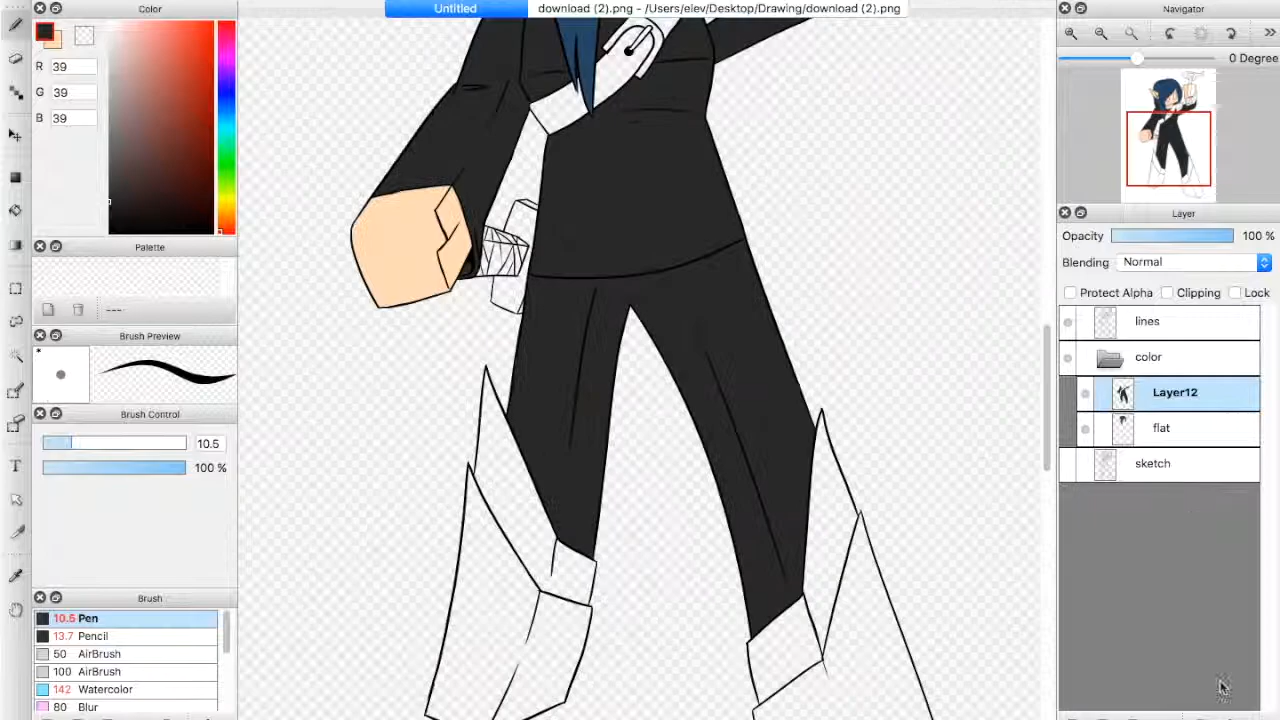 Untitled
download (2).png - /Users/elev/Desktop/Drawing/download (2).png
Color
R 39
G 39
B 39
Palette
---
Brush Preview
*
Brush Control
10.5
100 %
Brush
10.5 Pen
13.7 Pencil
50 AirBrush
100 AirBrush
142 Watercolor
80 Blur
T
Navigator
0 Degree
Layer
Opacity 100 %
Blending Normal
Protect Alpha Clipping Lock
lines
color
Layer12
flat
sketch